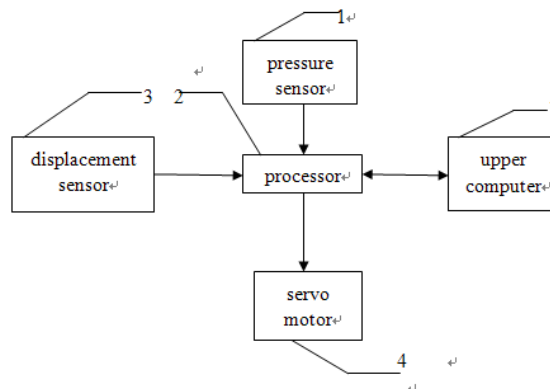 1
pressure
sensor
3 2
displacement
sensor
processor
upper
computer
servo
motor
4